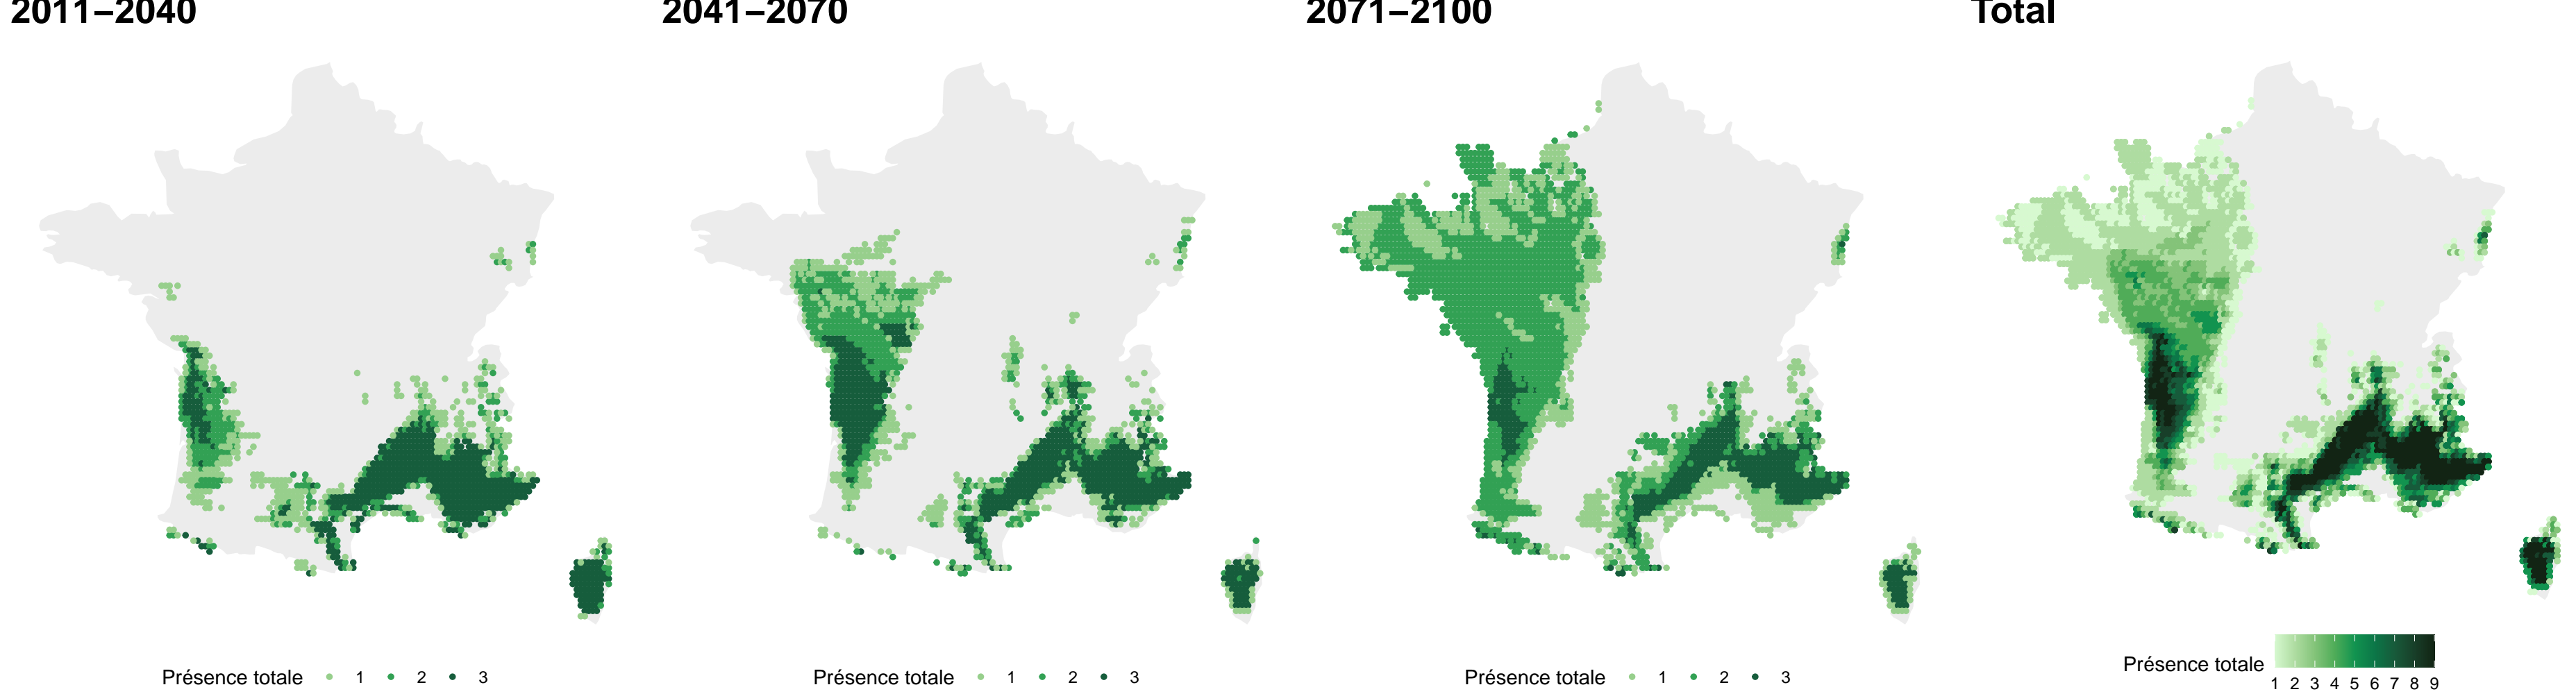 2011−2040
2041−2070
2071−2100
Total
Présence totale 1 2 3
Présence totale 1 2 3
Présence totale 1 2 3
Présence totale
1 2 3 4 5 6 7 8 9